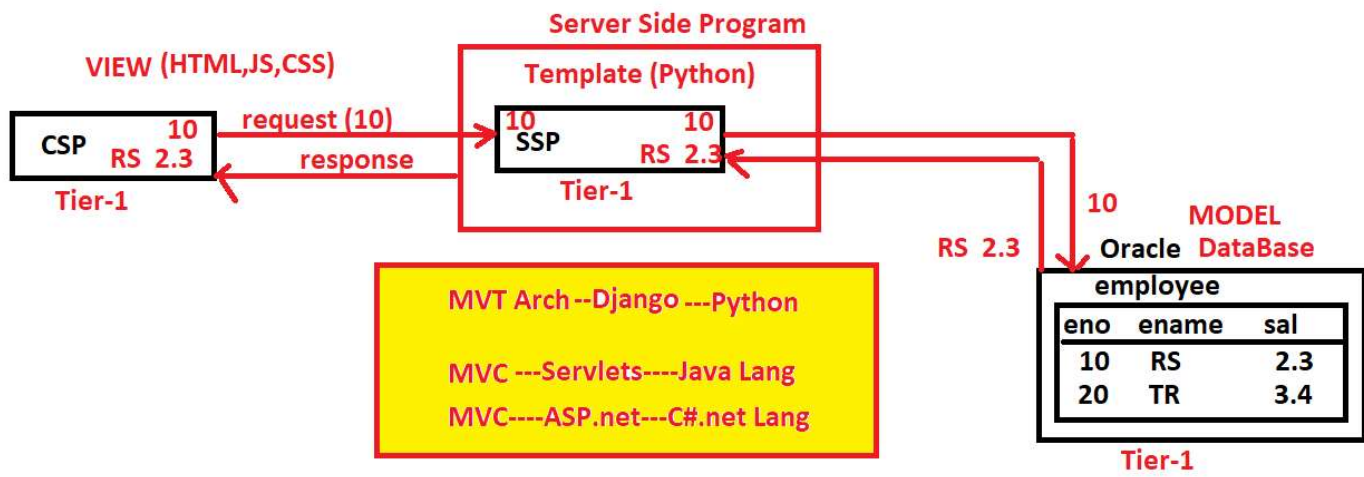 Server Side Program
VIEW (HTML,JS,CSS)
Template (Python)
CSP
10
RS 2.3
Tier-1
request (10)
response
10
SSP
10
RS 2.3
Tier-1
10
RS 2.3
MODEL
Oracle DataBase
employee
eno ename sal
10 RS 2.3
20 TR 3.4
Tier-1
MVT Arch --Django ---Python
MVC ---Servlets----Java Lang
MVC----ASP.net---C#.net Lang